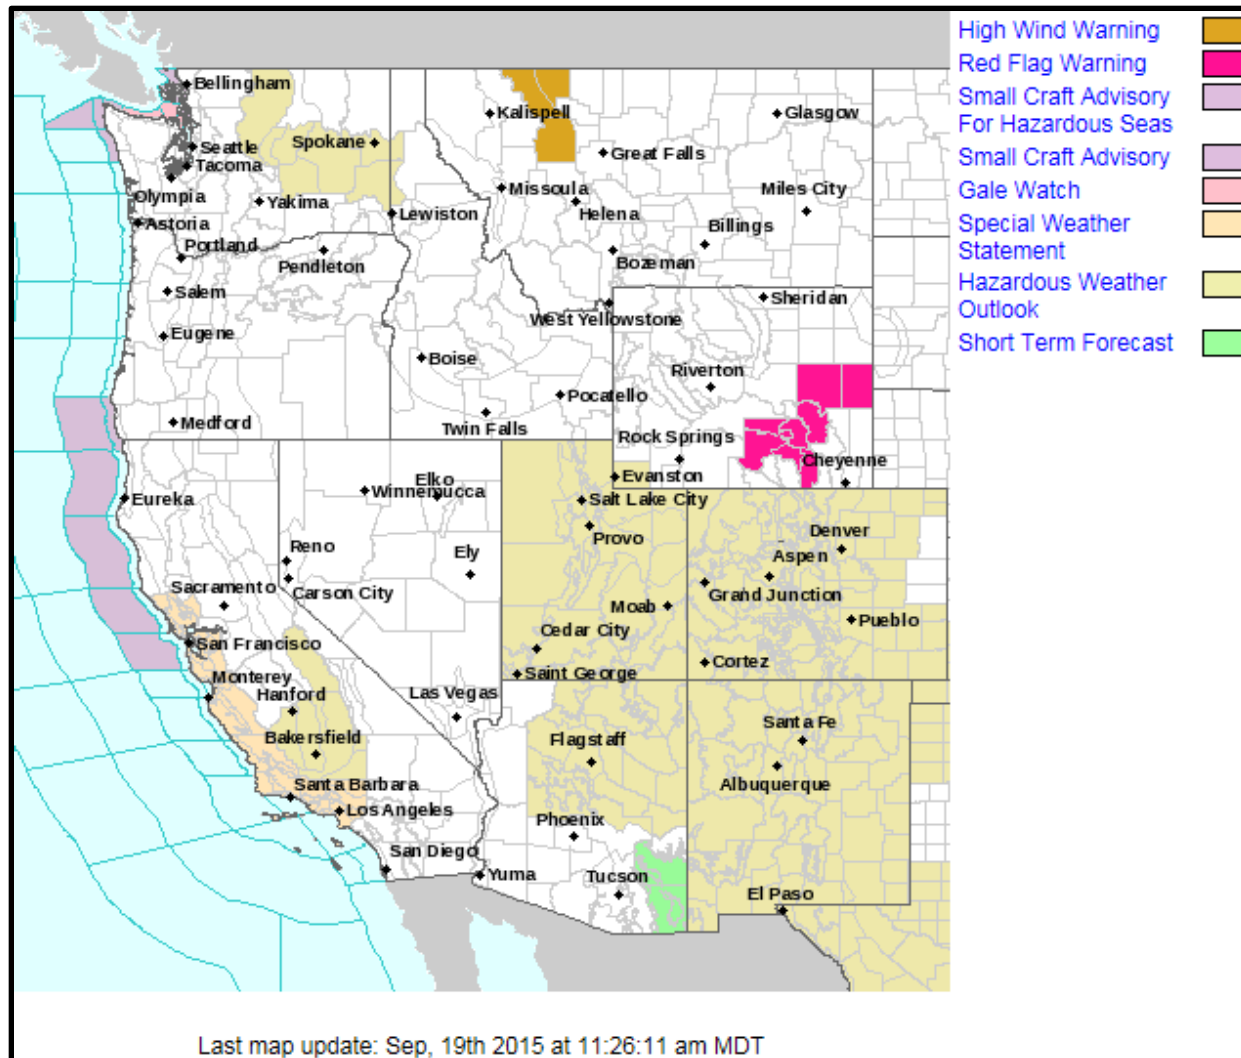 High Wind Warning
Red Flag Warning
Small Craft Advisory
For Hazardous Seas
Small Craft Advisory
Gale Watch
Special Weather
Statement
Hazardous Weather
Outlook
Short Term Forecast
Bellingham
Kalispell
Glasgow
Seattle
Spokane
Great Falls
Tacoma
Olympia
Yakima
Lewiston
Missoula
Helena
Miles City
Astoria
Billings
Portland
Pendleton
Bozeman
Salem
West Yellowstone
Sheridan
Eugene
Boise
Riverton
Pocatello
Medford
Twin Falls
Rock Springs
Cheyenne
Eureka
Winnemucca
Elko
Evanston
Salt Lake City
Provo
Denver
Reno
Ely
Aspen
Sacramento
Carson City
Moab
Grand Junction
Pueblo
San Francisco
Cedar City
Cortez
Monterey
Saint George
Hanford
Las Vegas
Santa Fe
Bakersfield
Flagstaff
Albuquerque
Santa Barbara
Los Angeles
Phoenix
San Diego
Yuma
Tucson
El Paso
Last map update: Sep, 19th 2015 at 11:26:11 am MDT